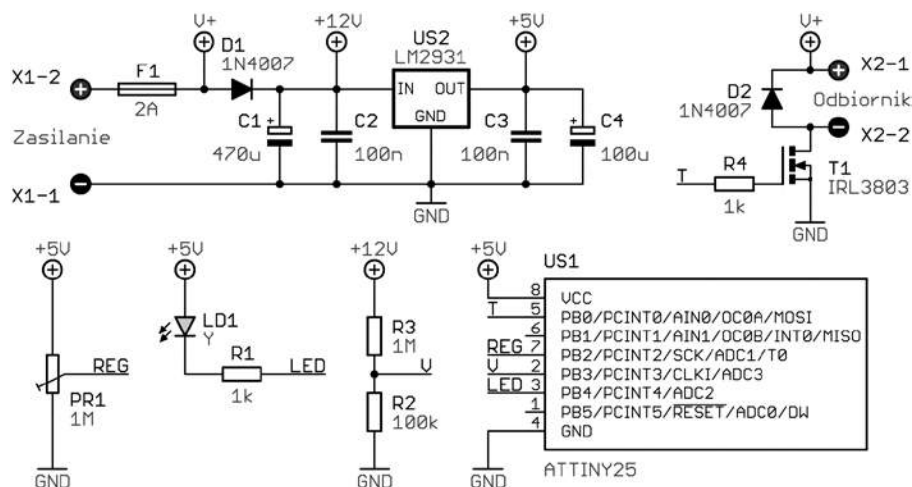 V+
D1
1N4007
+12V
US2
LM2931
+5V
V+
X1-2
F1
2A
IN OUT
GND
X2-1
D2
1N4007
Odbiornik
X2-2
Zasilanie
C1
470u
C2
100n
C3
100n
C4
100u
T
R4
1k
T1
IRL3803
X1-1
GND
GND
+5V
+5V
+12V
+5V
US1
LD1
Y
R3
1M
REG
R1
1k
LED
V
PR1
1M
R2
100k
GND
GND
8 VCC
T 5 PB0/PCINT0/AIN0/OC0A/MOSI
6 PB1/PCINT1/AIN1/OC0B/INT0/MISO
REG 7 PB2/PCINT2/SCK/ADC1/T0
V 2 PB3/PCINT3/CLKI/ADC3
LED 3 PB4/PCINT4/ADC2
1 PB5/PCINT5/RESET/ADC0/DW
4 GND
GND
ATTINY25